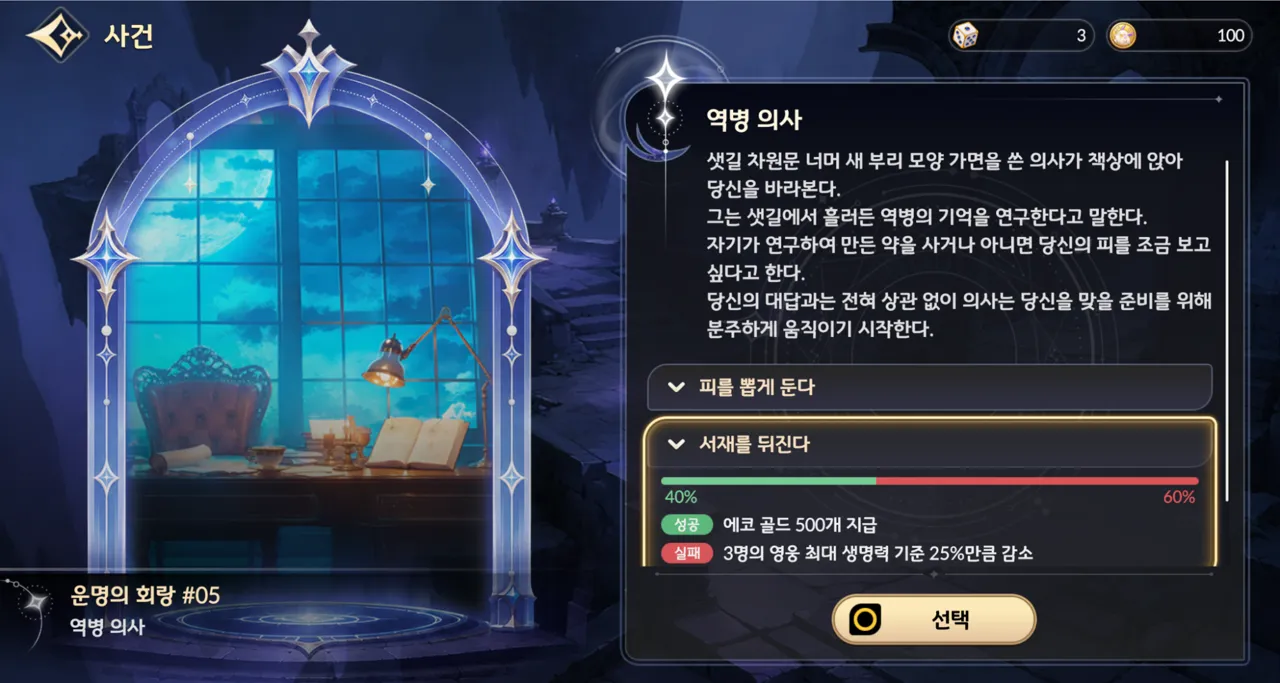 사건
3
100
역병 의사
샛길 차원문 너머 새 부리 모양 가면을 쓴 의사가 책상에 앉아
당신을 바라본다.
그는 샛길에서 흘러든 역병의 기억을 연구한다고 말한다.
자기가 연구하여 만든 약을 사거나 아니면 당신의 피를 조금 보고
싶다고 한다.
당신의 대답과는 전혀 상관 없이 의사는 당신을 맞을 준비를 위해
분주하게 움직이기 시작한다.
피를 뽑게 둔다
서재를 뒤진다
40%
60%
성공 에코 골드 500개 지급
실패 3명의 영웅 최대 생명력 기준 25%만큼 감소
선택
운명의 회랑 #05
역병 의사